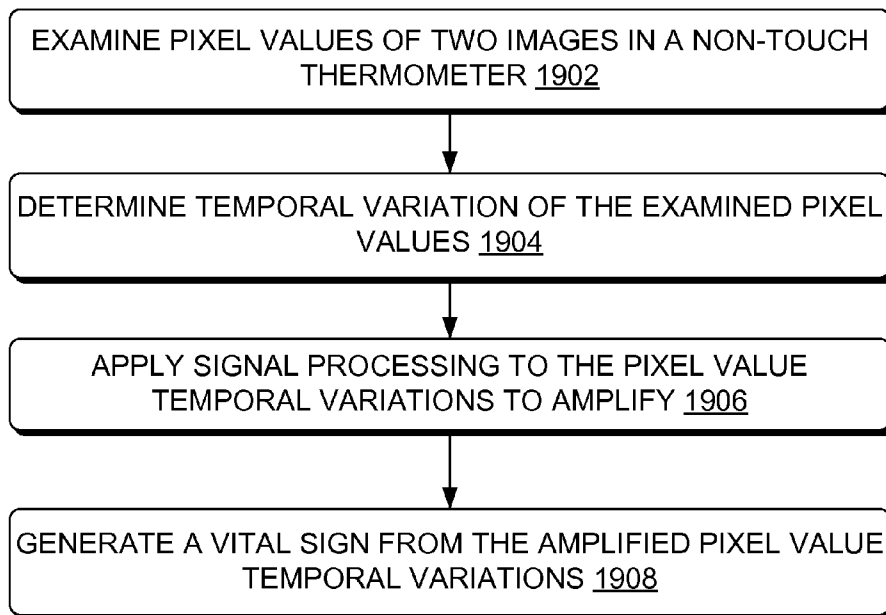 EXAMINE PIXEL VALUES OF TWO IMAGES IN A NON-TOUCH
THERMOMETER 1902
DETERMINE TEMPORAL VARIATION OF THE EXAMINED PIXEL
VALUES 1904
APPLY SIGNAL PROCESSING TO THE PIXEL VALUE
TEMPORAL VARIATIONS TO AMPLIFY 1906
GENERATE A VITAL SIGN FROM THE AMPLIFIED PIXEL VALUE
TEMPORAL VARIATIONS 1908